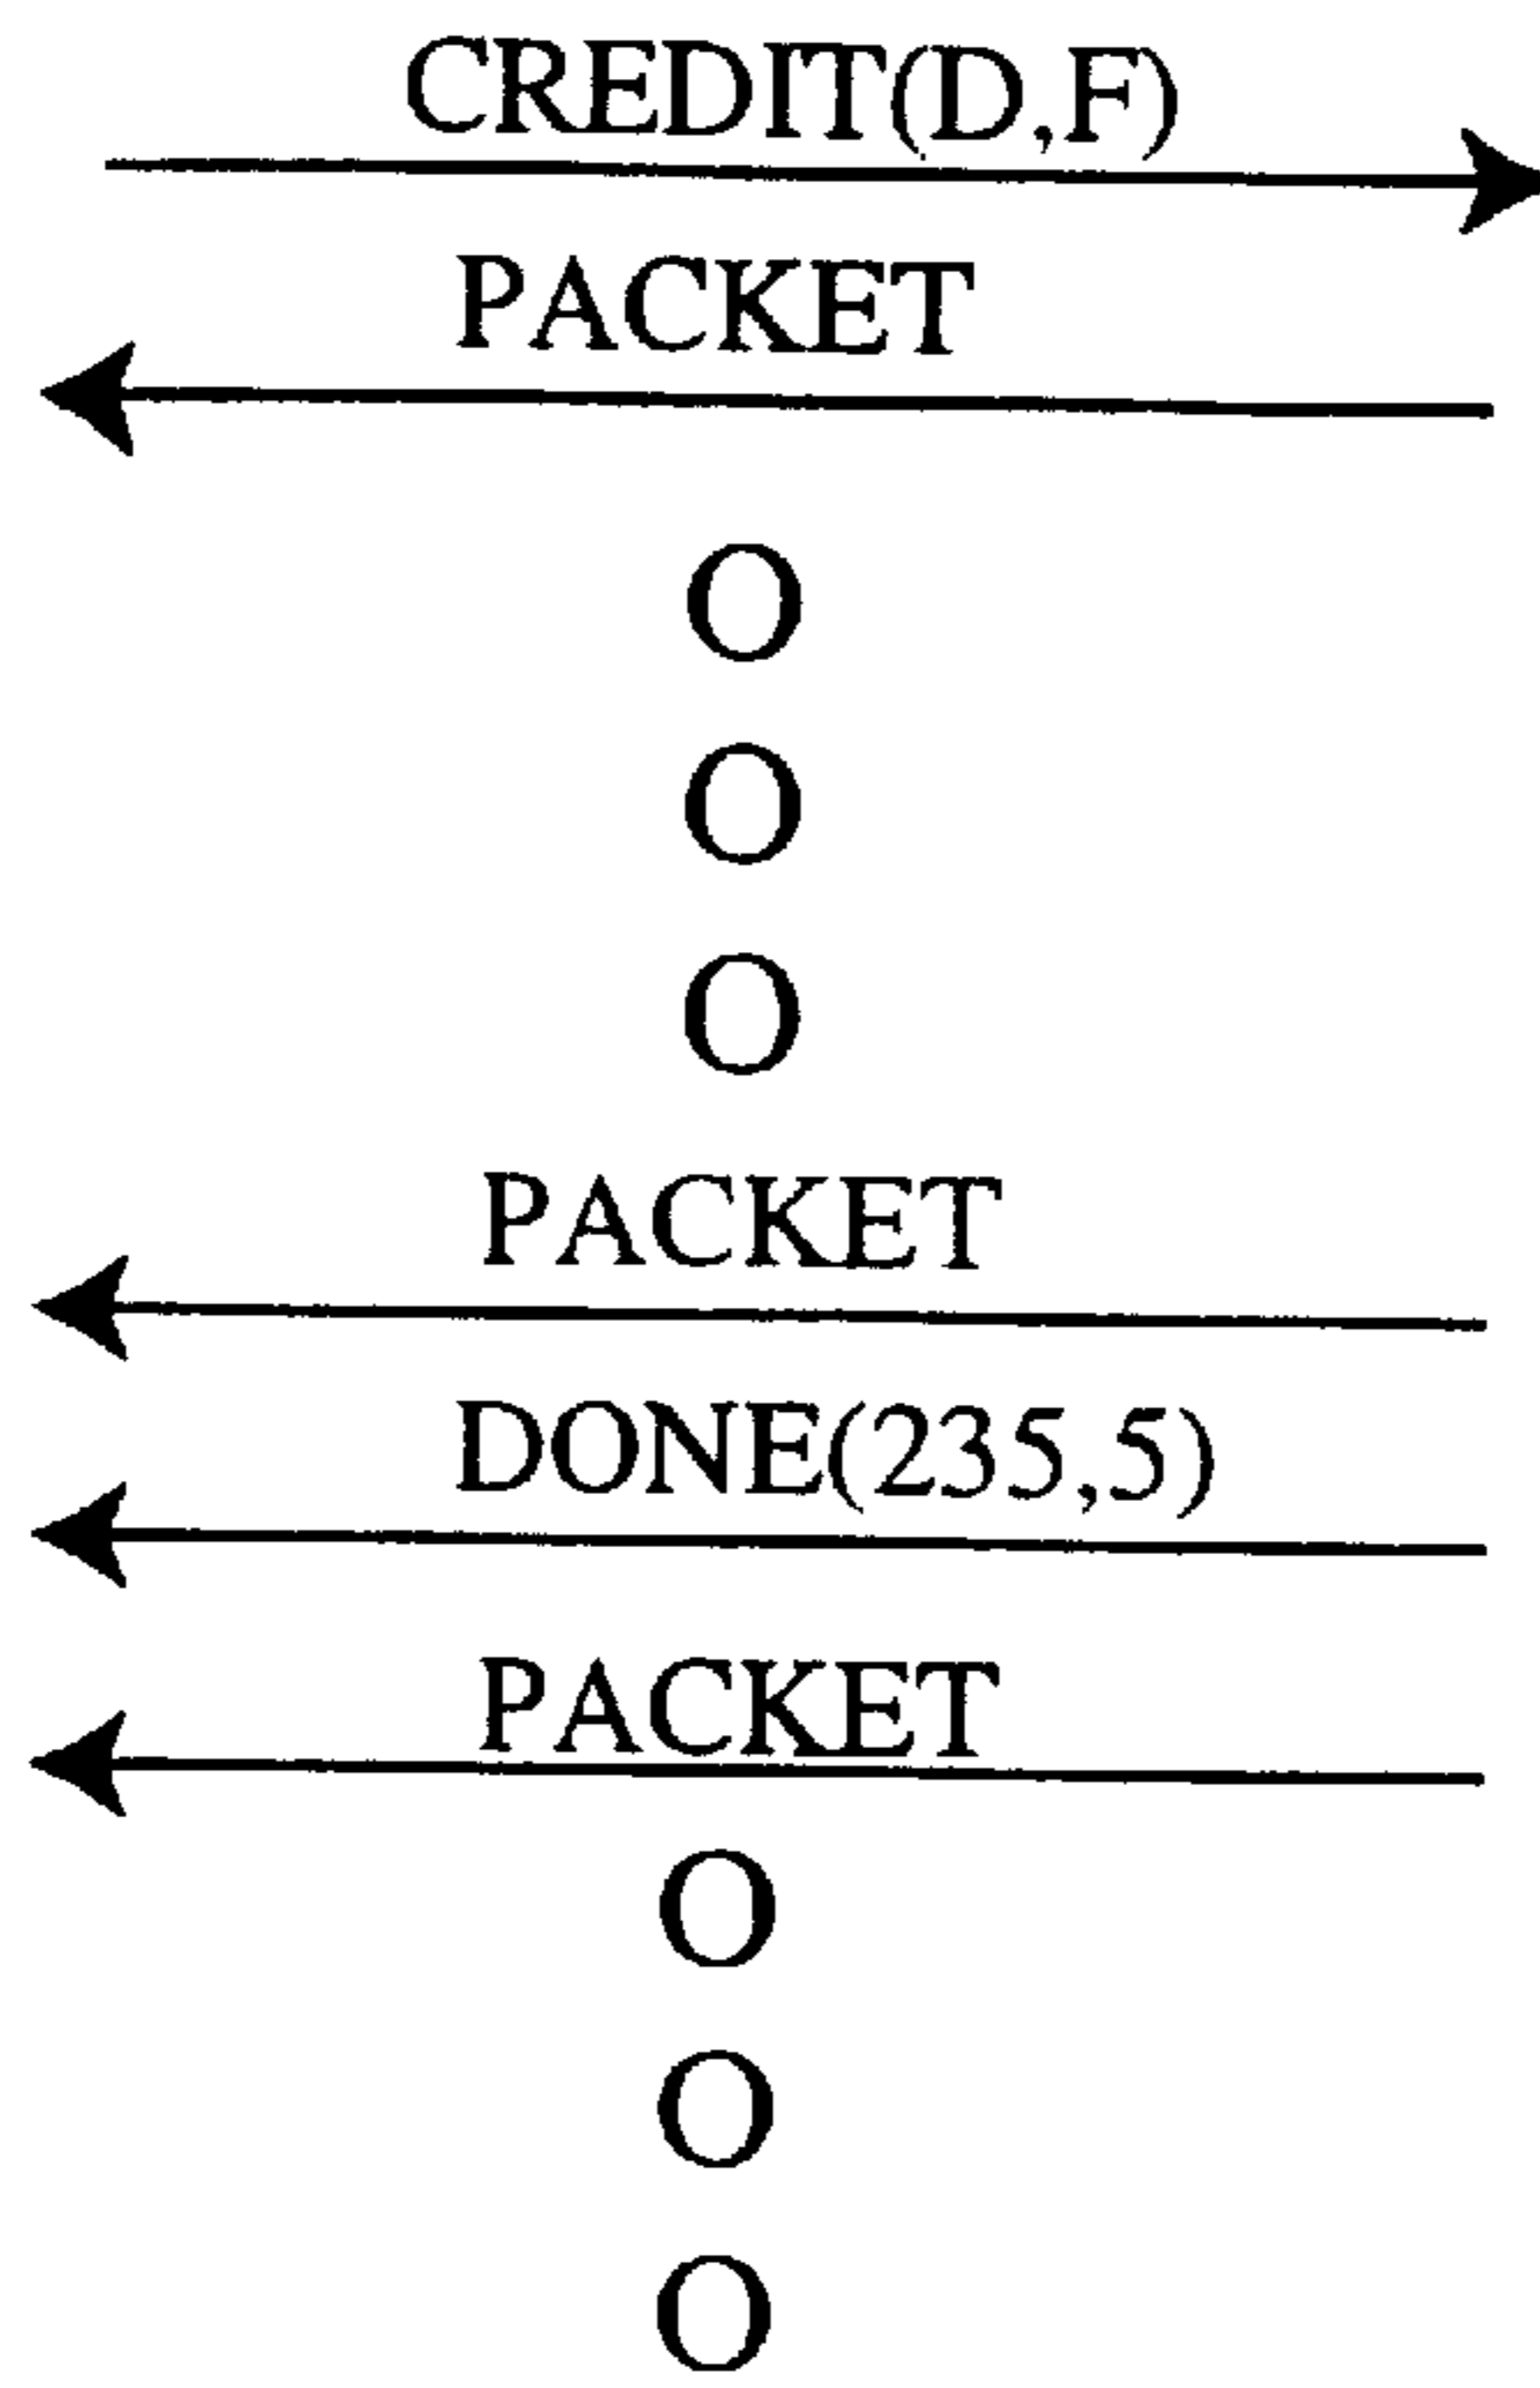 CREDIT(D,F)
PACKET
O
O
O
PACKET
DONE(235,5)
PACKET
O
O
O